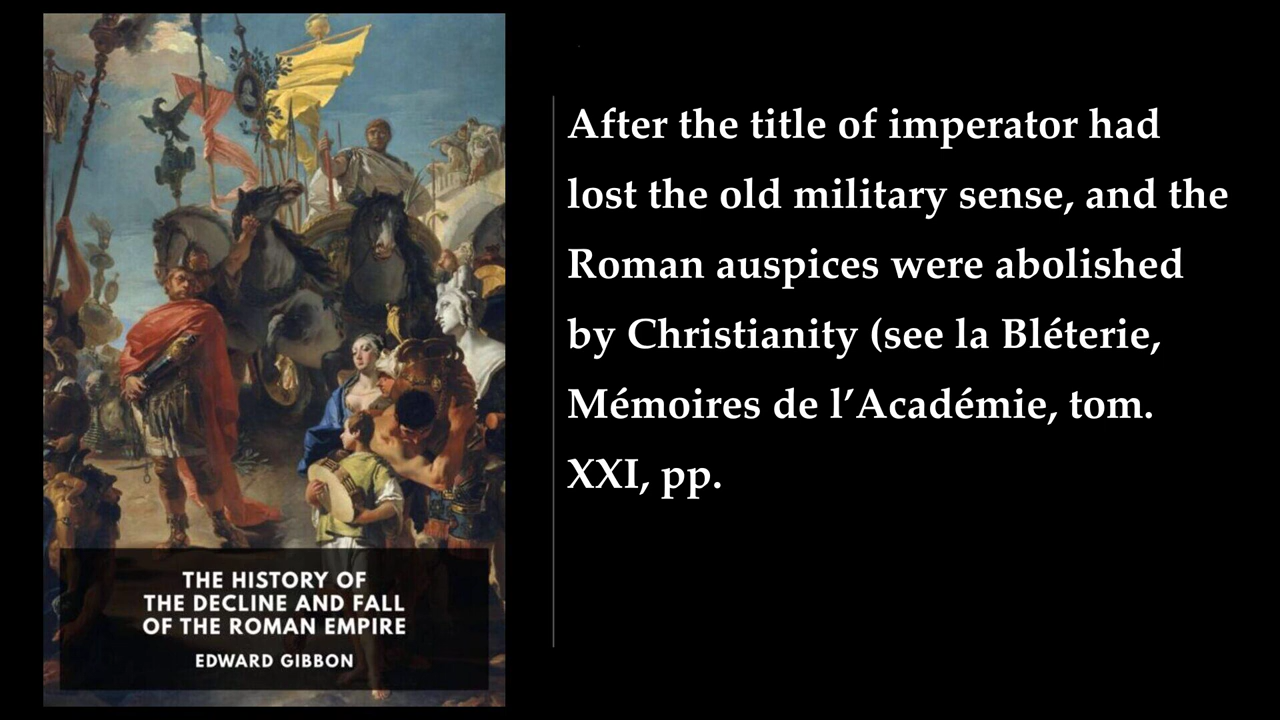 THE HISTORY OF
THE DECLINE AND FALL
OF THE ROMAN EMPIRE
EDWARD GIBBON
After the title of imperator had
lost the old military sense, and the
Roman auspices were abolished
by Christianity (see la Bléterie,
Mémoires de l’Académie, tom.
XXI, pp.